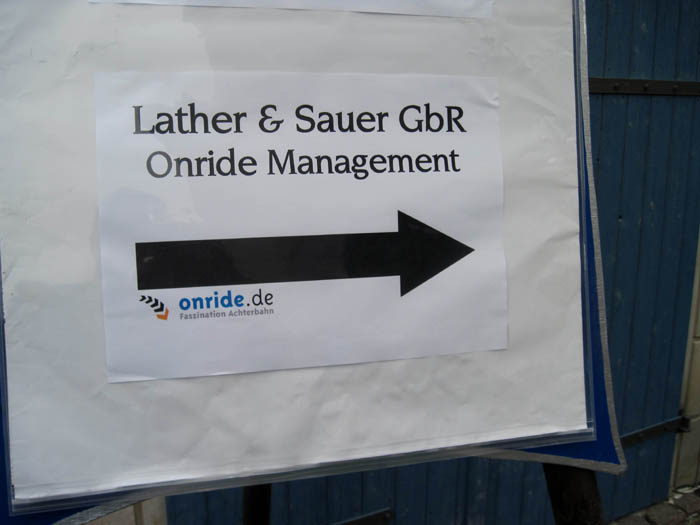 Lather & Sauer GbR
Onride Management
onride.de
Faszination Achterbahn